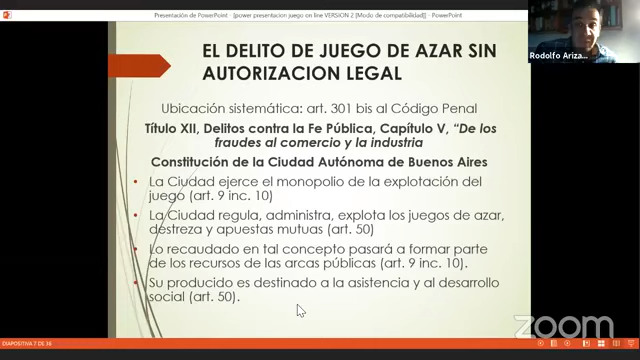 Presentación de PowerPoint - [power presentacion juego on line VERSION 2 [Modo de compatibilidad]] - PowerPoint
Rodolfo Ariza...
EL DELITO DE JUEGO DE AZAR SIN
AUTORIZACION LEGAL
Ubicación sistemática: art. 301 bis al Código Penal
Título XII, Delitos contra la Fe Pública, Capítulo V, "De los
fraudes al comercio y la industria
Constitución de la Ciudad Autónoma de Buenos Aires
• La Ciudad ejerce el monopolio de la explotación del
juego (art. 9 inc. 10)
• La Ciudad regula, administra, explota los juegos de azar,
destreza y apuestas mutuas (art. 50)
• Lo recaudado en tal concepto pasará a formar parte
de los recursos de las arcas públicas (art. 9 inc. 10).
• Su producido es destinado a la asistencia y al desarrollo
social (art. 50).
zoom
DIAPOSITIVA 7 DE 36